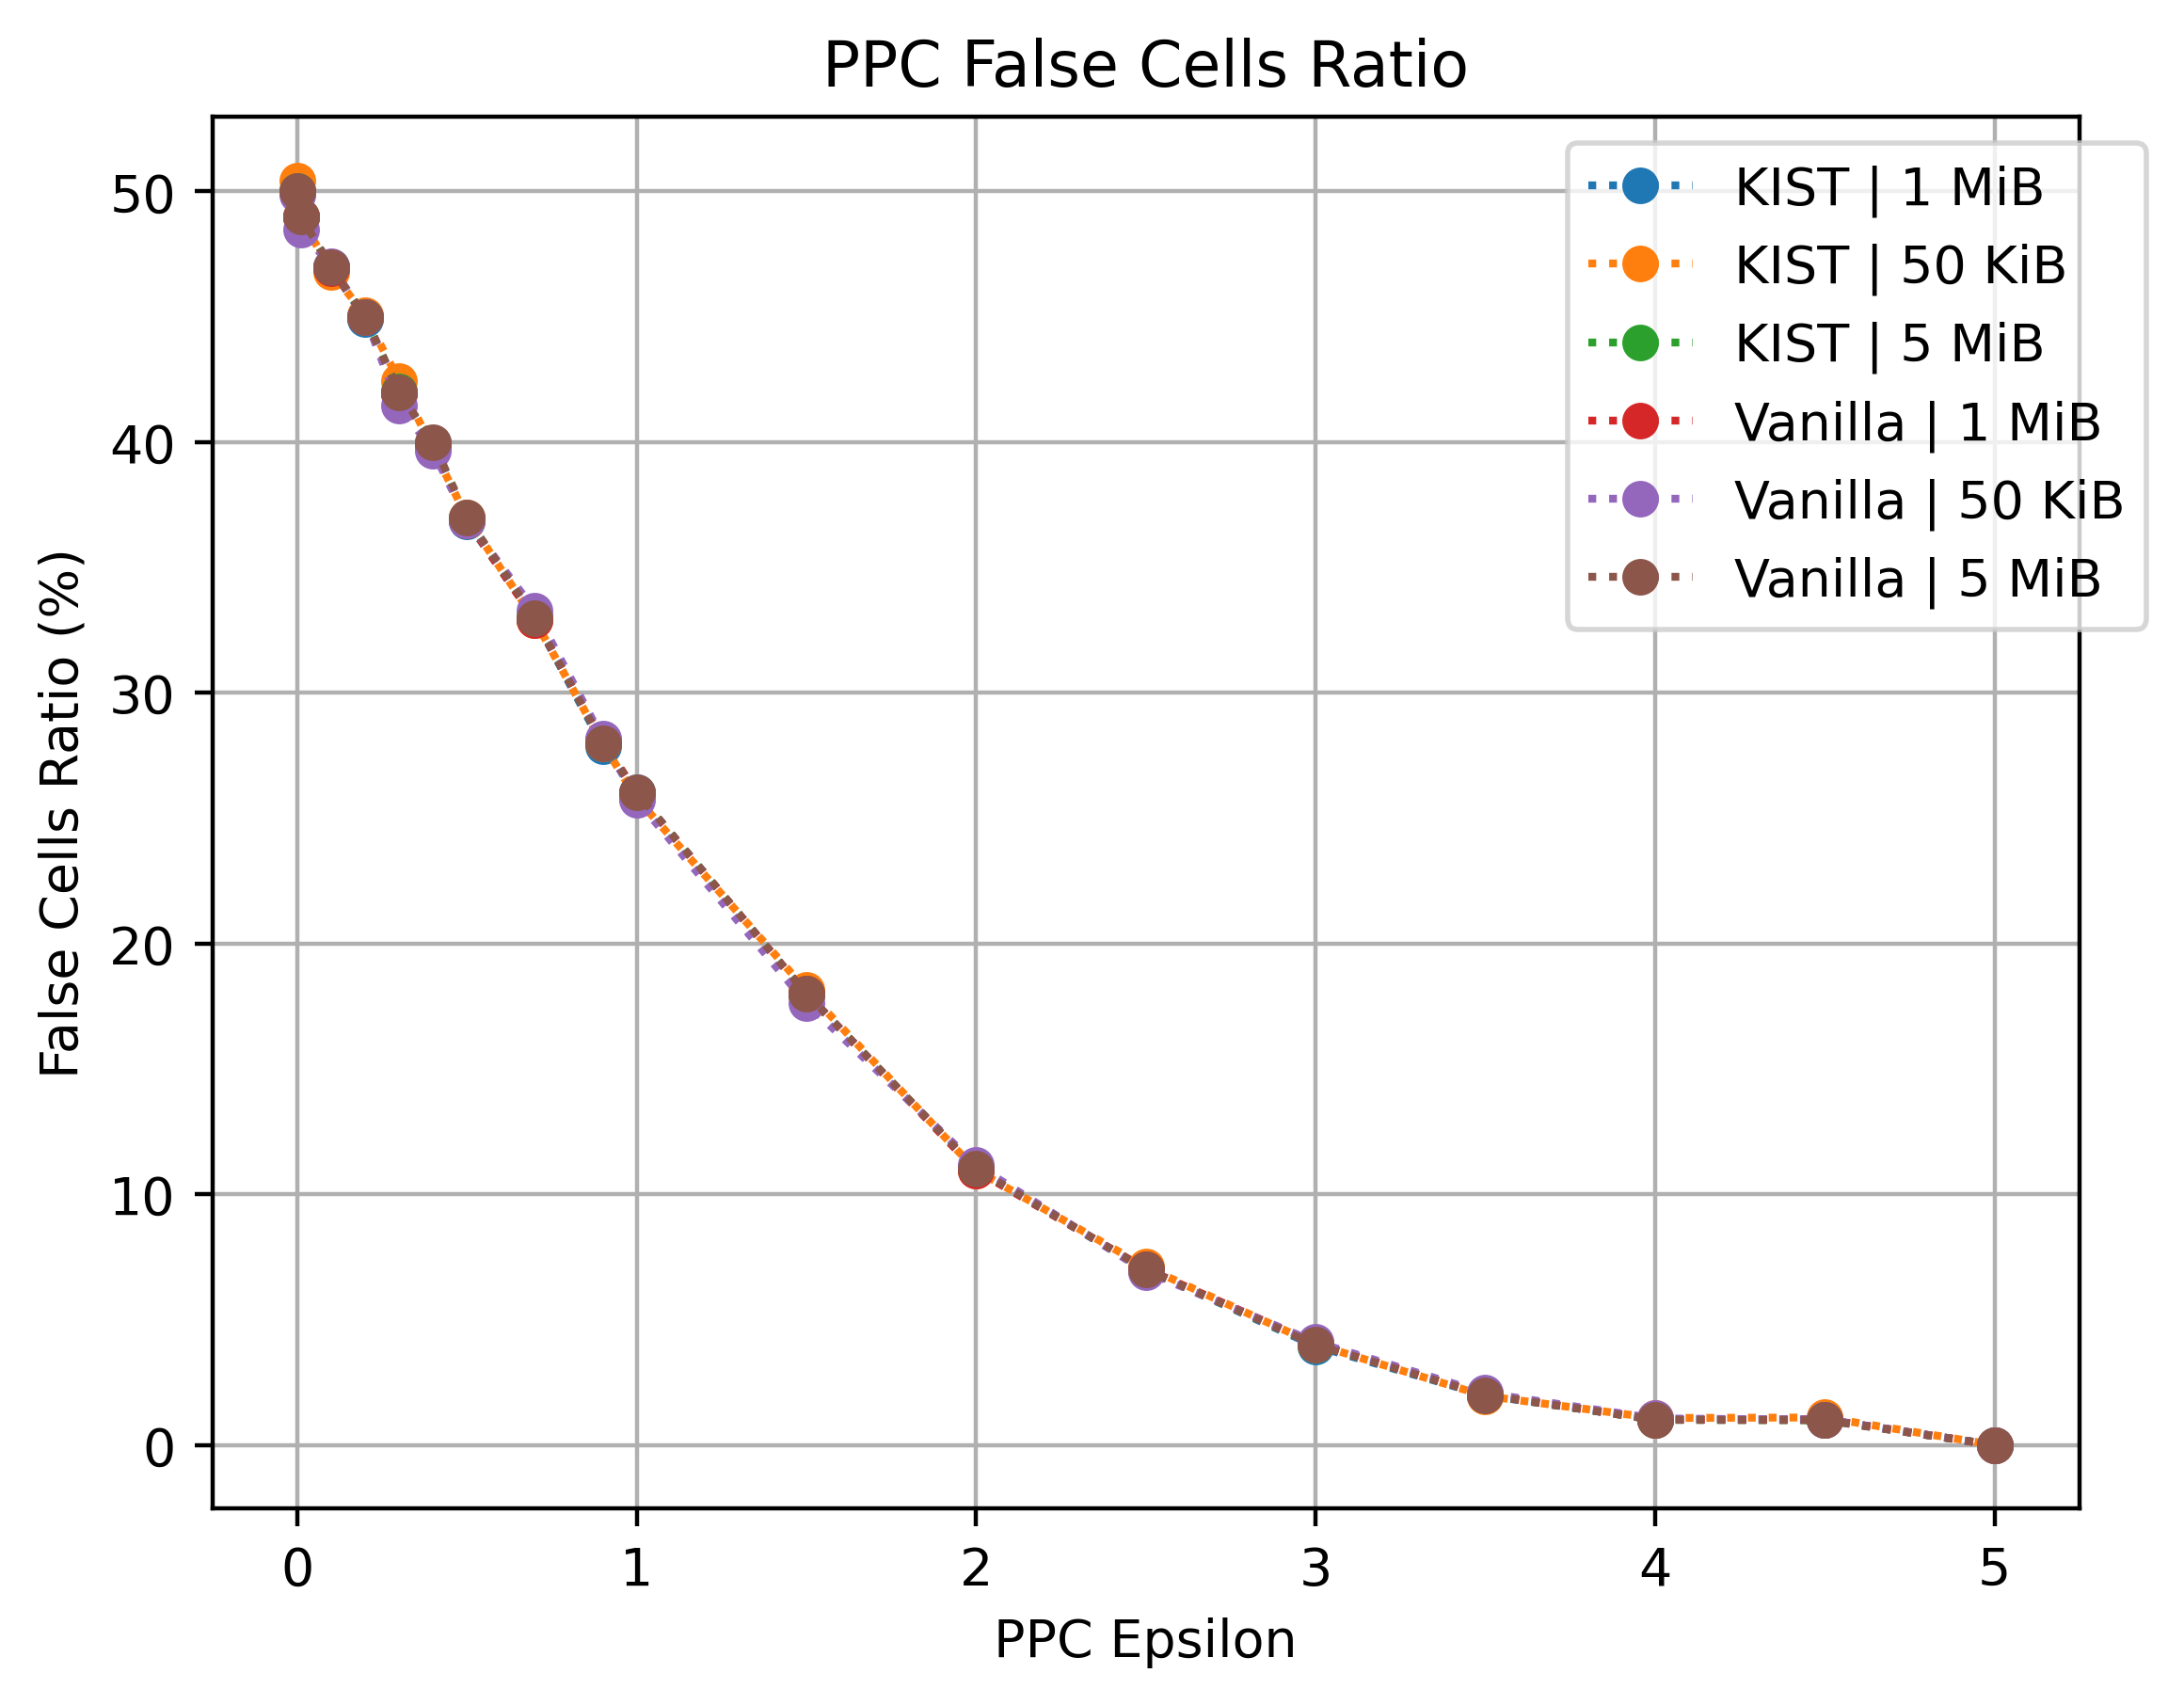 PPC False Cells Ratio
KIST | 1 MiB
KIST | 50 KiB
KIST | 5 MiB
Vanilla | 1 MiB
Vanilla | 50 KiB
Vanilla | 5 MiB
False Cells Ratio (%)
50
40
30
20
10
0
0 1 2 3 4 5
PPC Epsilon